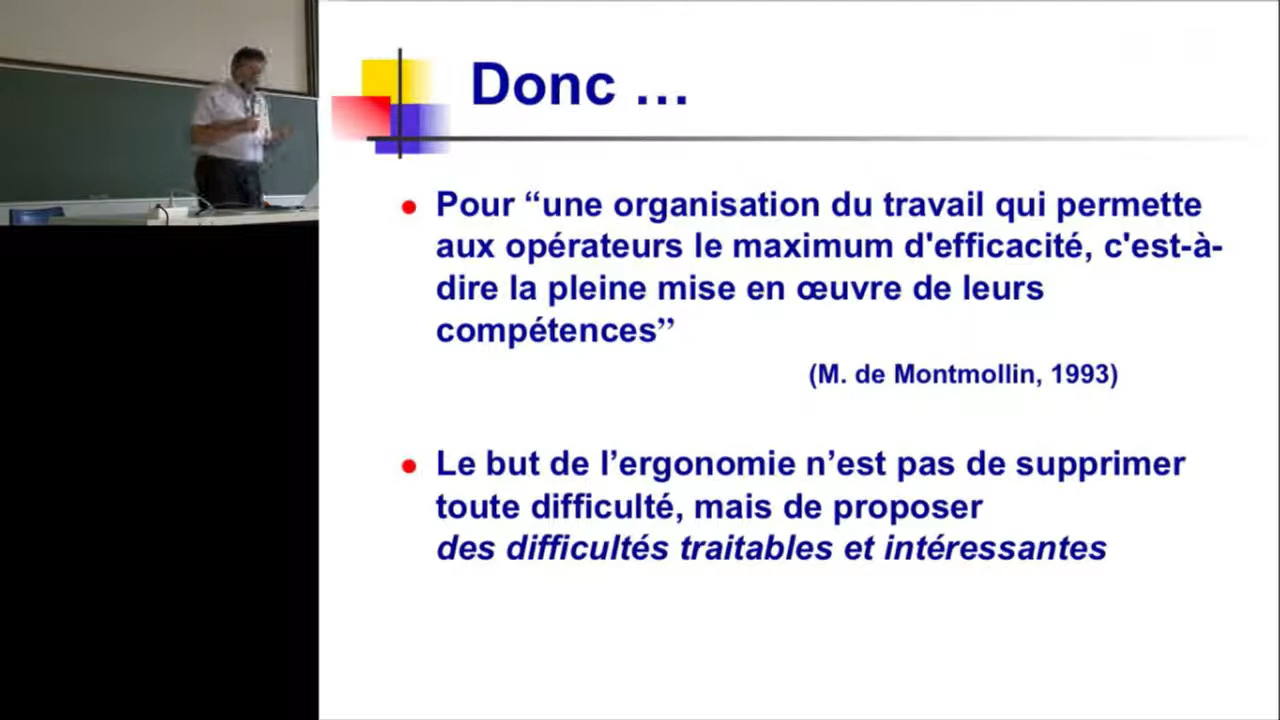 Donc …
Pour “une organisation du travail qui permette
aux opérateurs le maximum d'efficacité, c'est-à-
dire la pleine mise en œuvre de leurs
compétences”
(M. de Montmollin, 1993)
Le but de l’ergonomie n’est pas de supprimer
toute difficulté, mais de proposer
des difficultés traitables et intéressantes